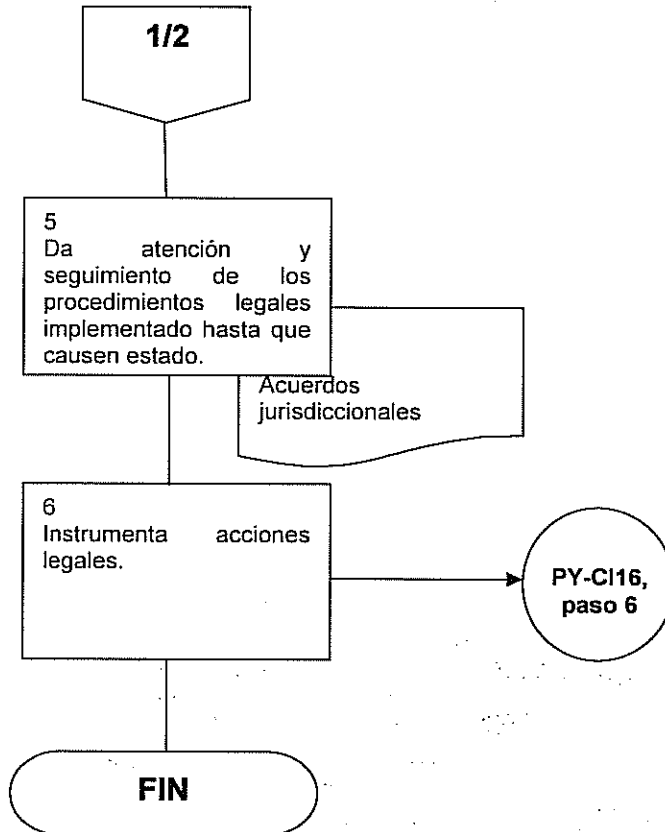 1/2
5
Da atención y
seguimiento de los
procedimientos legales
implementado hasta que
causen estado.
Acuerdos
jurisdiccionales
6
Instrumenta acciones
legales.
PY-CI16,
paso 6
FIN